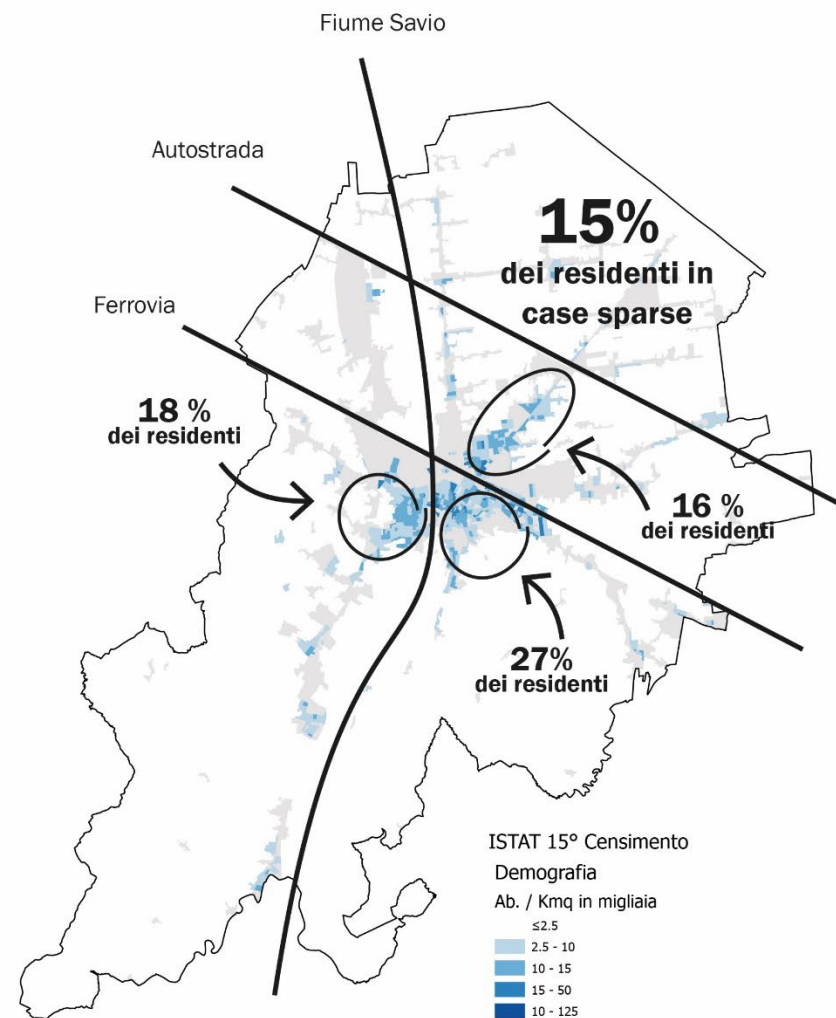 Fiume Savio
Autostrada
Ferrovia
15%
dei residenti in
case sparse
18 %
dei residenti
16 %
dei residenti
27%
dei residenti
ISTAT 15° Censimento
Demografia
Ab. / Kmq in migliaia
≤2.5
2.5 - 10
10 - 15
15 - 50
10 - 125